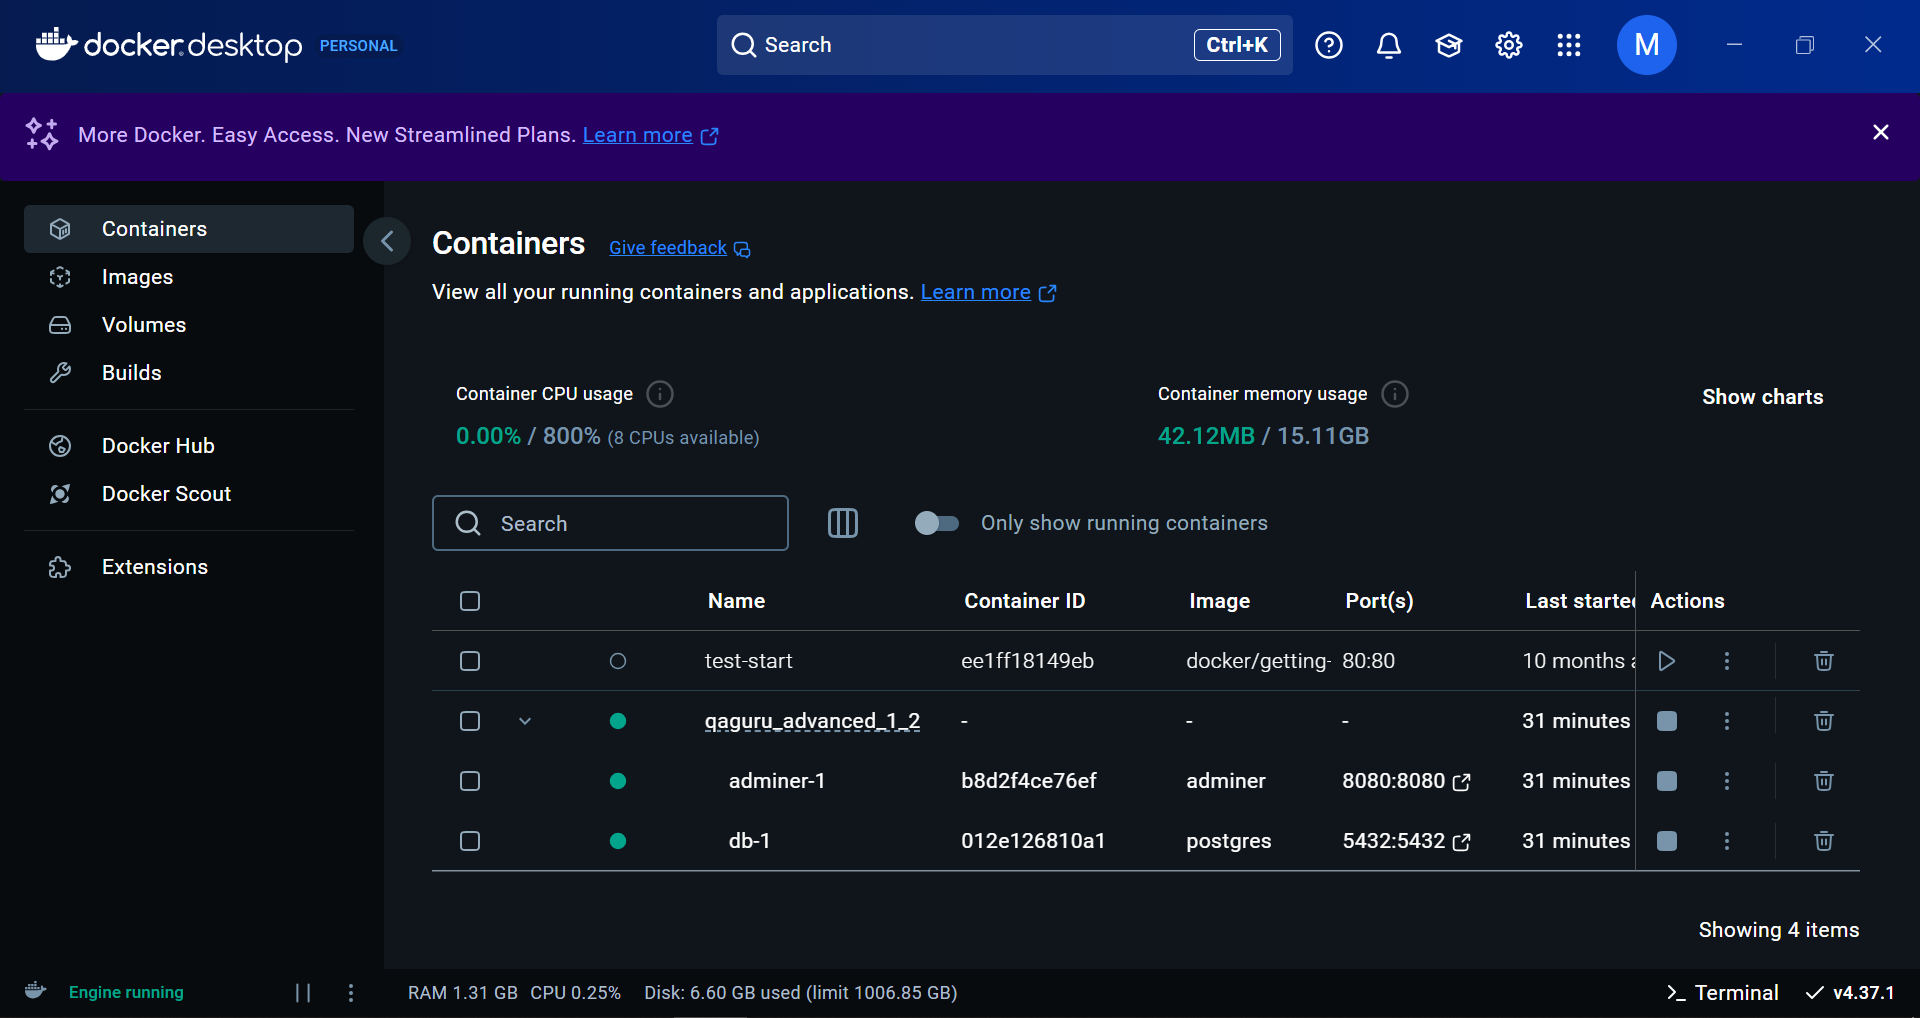 docker.desktop PERSONAL
Search Ctrl+K
M
More Docker. Easy Access. New Streamlined Plans. Learn more
Containers
Images
Volumes
Builds
Docker Hub
Docker Scout
Extensions
Containers Give feedback
View all your running containers and applications. Learn more
Container CPU usage
0.00% / 800% (8 CPUs available)
Container memory usage
42.12MB / 15.11GB
Show charts
Search
Only show running containers
Name Container ID Image Port(s) Last started Actions
test-start ee1ff18149eb docker/getting- 80:80 10 months a
qaguru_advanced_1_2 - - - 31 minutes
adminer-1 b8d2f4ce76ef adminer 8080:8080 31 minutes
db-1 012e126810a1 postgres 5432:5432 31 minutes
Showing 4 items
Engine running
RAM 1.31 GB CPU 0.25% Disk: 6.60 GB used (limit 1006.85 GB)
>_ Terminal
v4.37.1